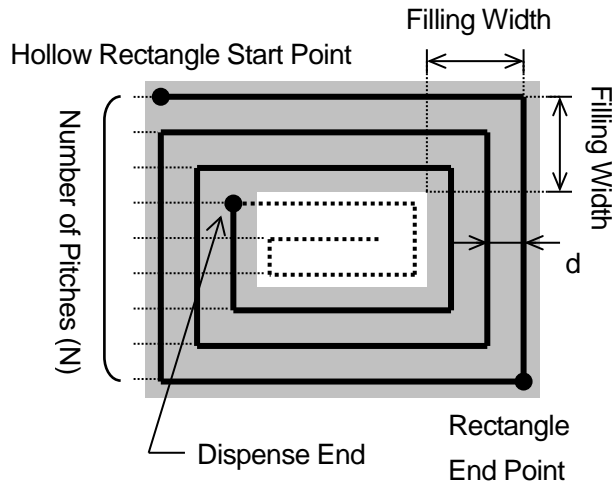 Filling Width
Hollow Rectangle Start Point
Number of Pitches (N)
Filling Width
d
Dispense End
Rectangle
End Point